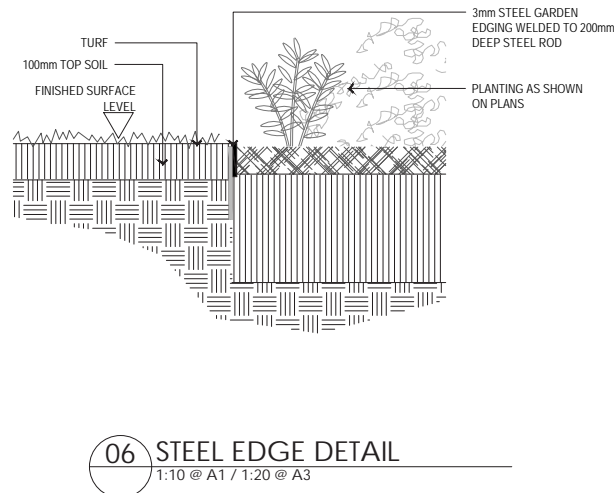 3mm STEEL GARDEN
EDGING WELDED TO 200mm
DEEP STEEL ROD
TURF
100mm TOP SOIL
FINISHED SURFACE
LEVEL
PLANTING AS SHOWN
ON PLANS
06 STEEL EDGE DETAIL
1:10 @ A1 / 1:20 @ A3